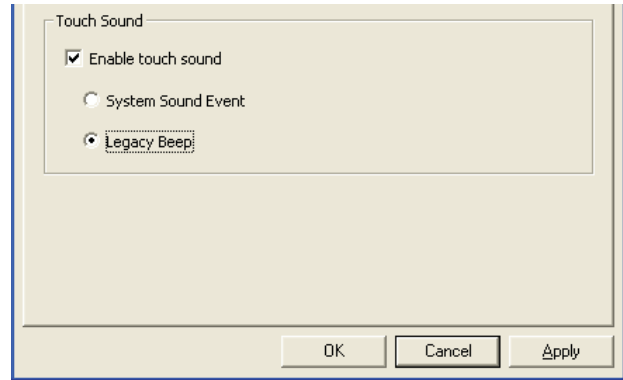 Touch Sound
Enable touch sound
System Sound Event
Legacy Beep
OK Cancel Apply